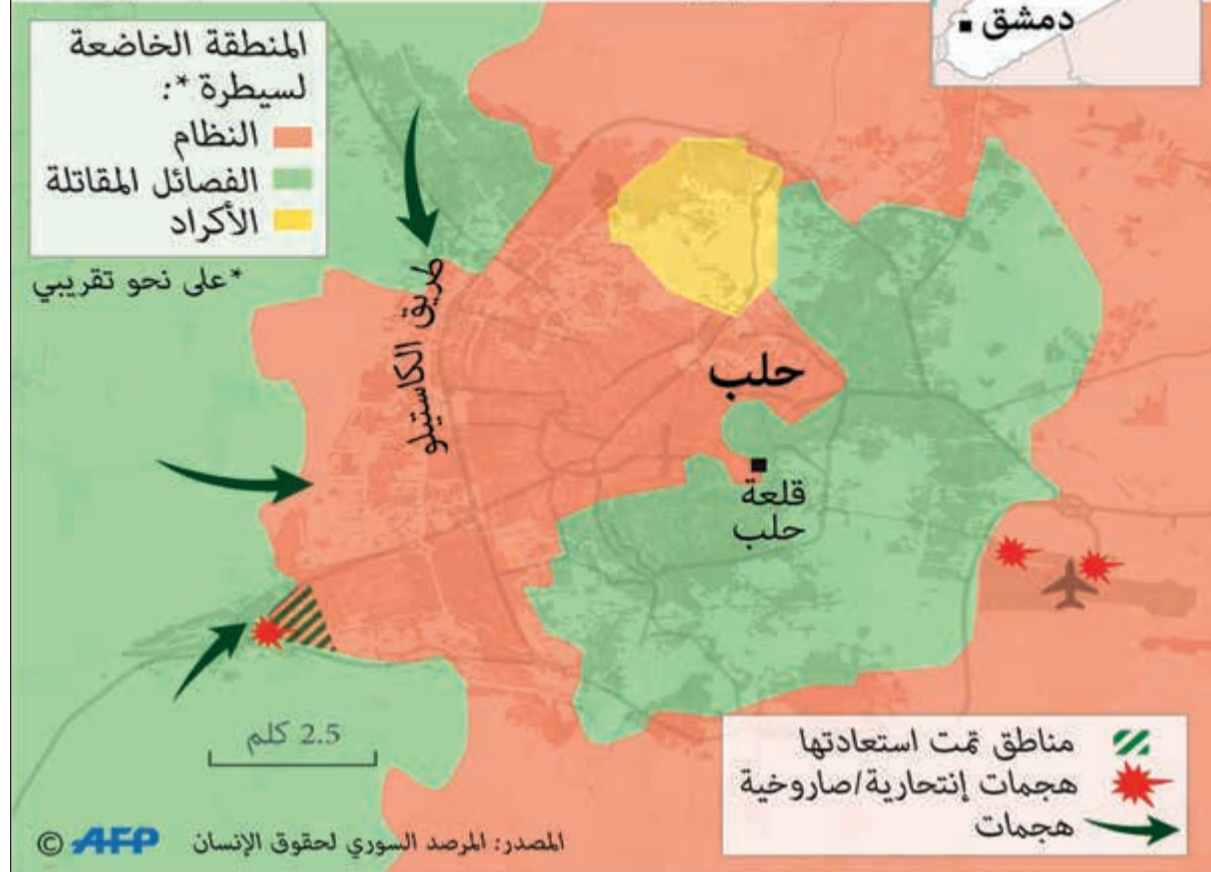 دمشق
المنطقة الخاضعة
لسيطرة *:
النظام
الفصائل المقاتلة
الأكراد
*على نحو تقريبي
طريق الكاستيلو
حلب
قلعة
حلب
2.5 كلم
مناطق تمت استعادتها
هجمات إنتحارية/صاروخية
هجمات
المصدر: المرصد السوري لحقوق الإنسان
AFP ©